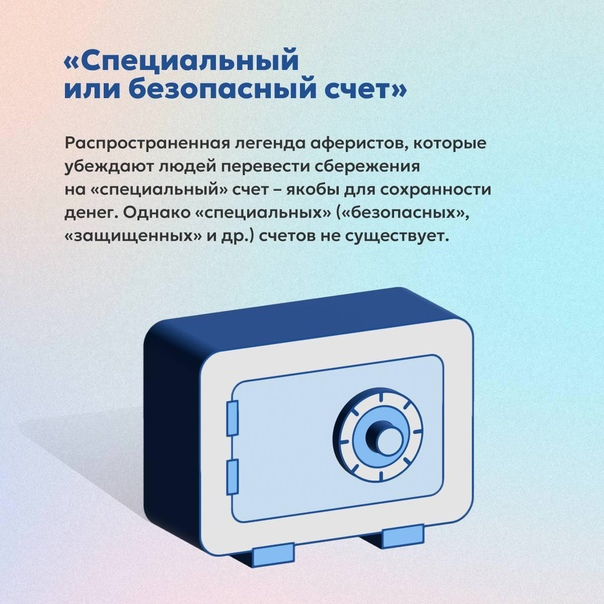 «Специальный
или безопасный счет»
Распространенная легенда аферистов, которые
убеждают людей перевести сбережения
на «специальный» счет – якобы для сохранности
денег. Однако «специальных» («безопасных»,
«защищенных» и др.) счетов не существует.